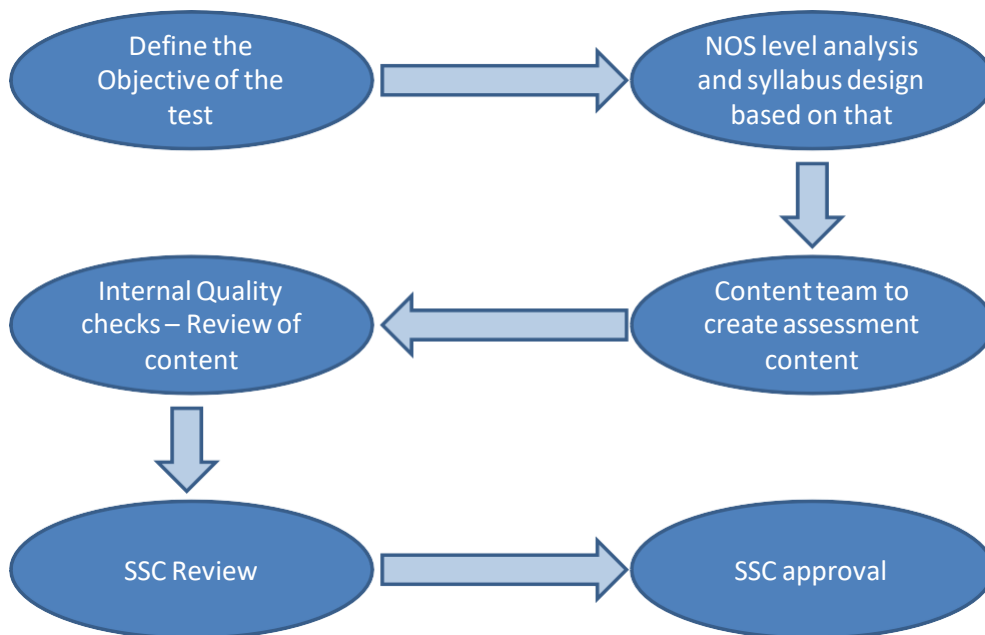 Define the
Objective of the
test
NOS level analysis
and syllabus design
based on that
Content team to
create assessment
content
Internal Quality
checks – Review of
content
SSC Review
SSC approval